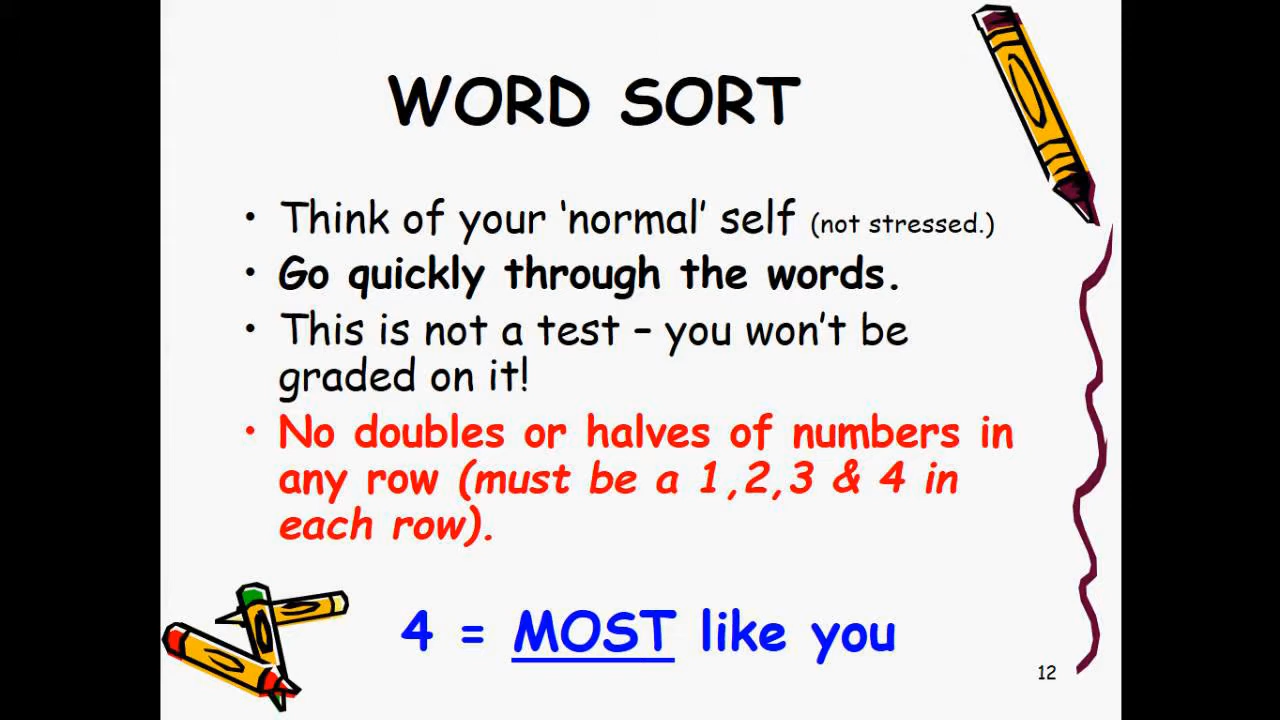 WORD SORT
• Think of your ‘normal’ self (not stressed.)
• Go quickly through the words.
• This is not a test – you won’t be
graded on it!
• No doubles or halves of numbers in
any row (must be a 1,2,3 & 4 in
each row).
4 = MOST like you
12